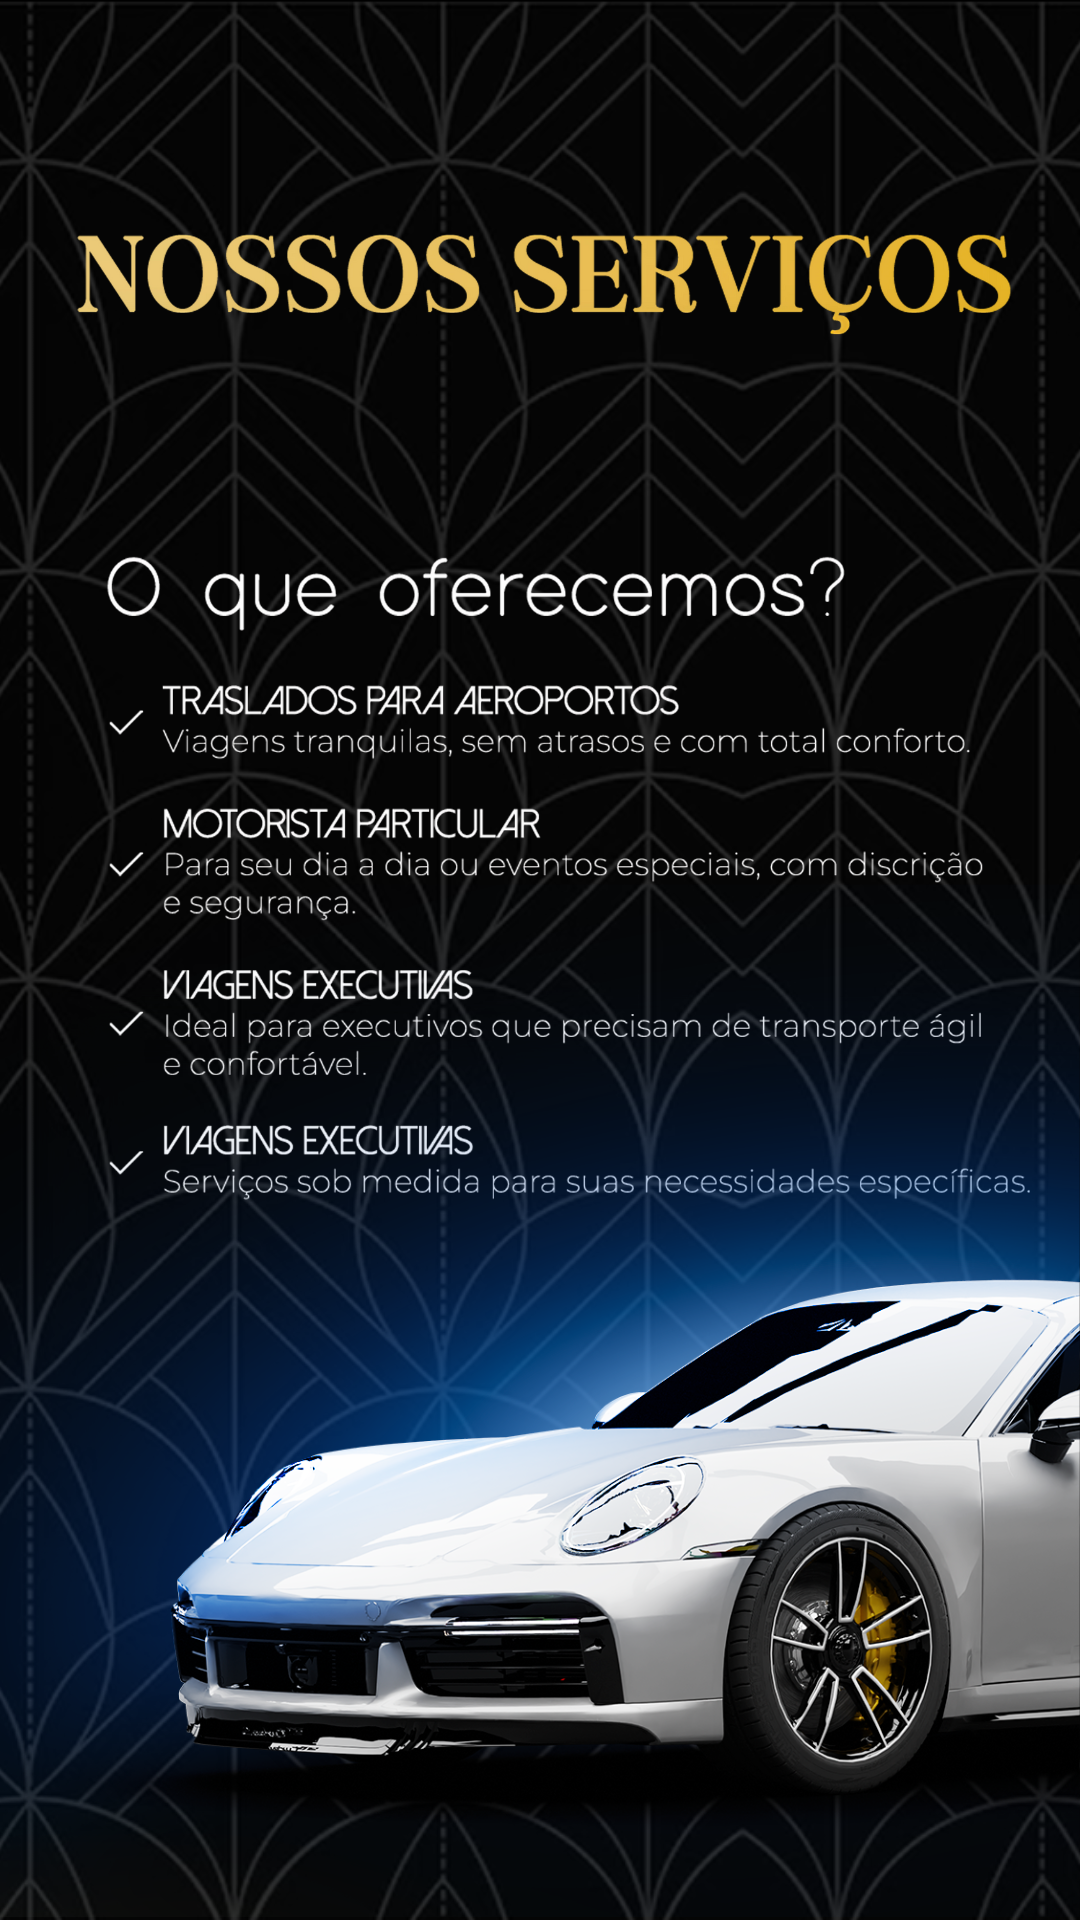 NOSSOS SERVIÇOS
O que oferecemos?
TRASLADOS PARA AEROPORTOS
Viagens tranquilas, sem atrasos e com total conforto.
MOTORISTA PARTICULAR
Para seu dia a dia ou eventos especiais, com discrição
e segurança.
VIAGENS EXECUTIVAS
Ideal para executivos que precisam de transporte ágil
e confortável.
VIAGENS EXECUTIVAS
Serviços sob medida para suas necessidades específicas.